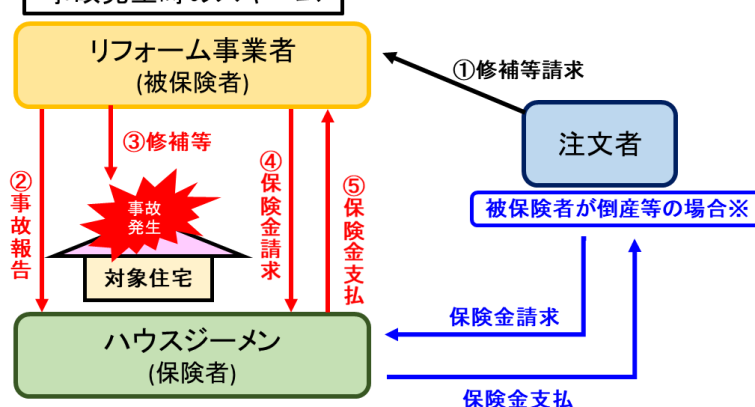 リフォーム事業者
(被保険者)
①修補等請求
注文者
③修補等
②事故報告
④保険金請求
⑤保険金支払
事故
発生
対象住宅
被保険者が倒産等の場合※
保険金請求
ハウスジーメン
(保険者)
保険金支払